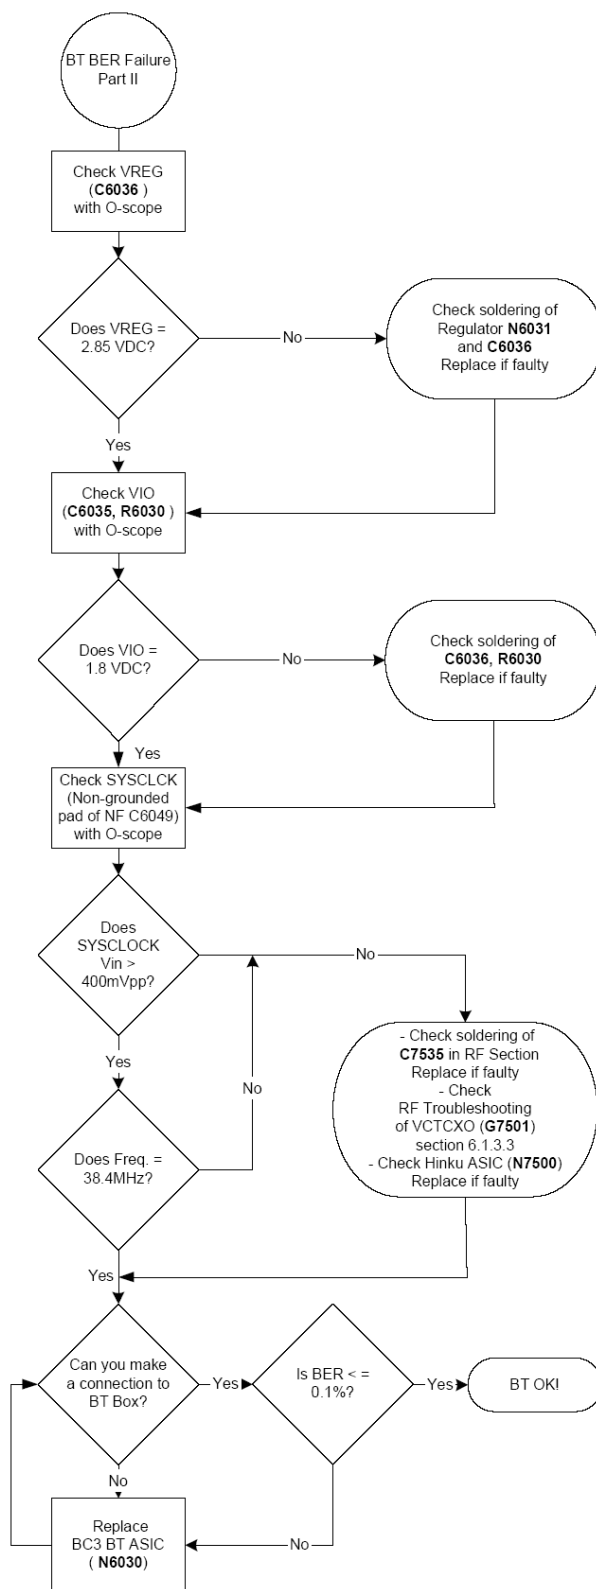 BT BER Failure
Part II
Check VREG
(C6036 )
with O-scope
Does VREG =
2.85 VDC?
No
Check soldering of
Regulator N6031
and C6036
Replace if faulty
Yes
Check VIO
(C6035, R6030 )
with O-scope
Does VIO =
1.8 VDC?
No
Check soldering of
C6036, R6030
Replace if faulty
Yes
Check SYSCLCK
(Non-grounded
pad of NF C6049)
with O-scope
Does
SYSCLOCK
Vin >
400mVpp?
No
- Check soldering of
C7535 in RF Section
Replace if faulty
- Check
RF Troubleshooting
of VCTCXO (G7501)
section 6.1.3.3
- Check Hinku ASIC (N7500)
Replace if faulty
Yes
No
Does Freq. =
38.4MHz?
Yes
Can you make
a connection to
BT Box?
Yes
Is BER < =
0.1%?
Yes
BT OK!
No
No
Replace
BC3 BT ASIC
( N6030)